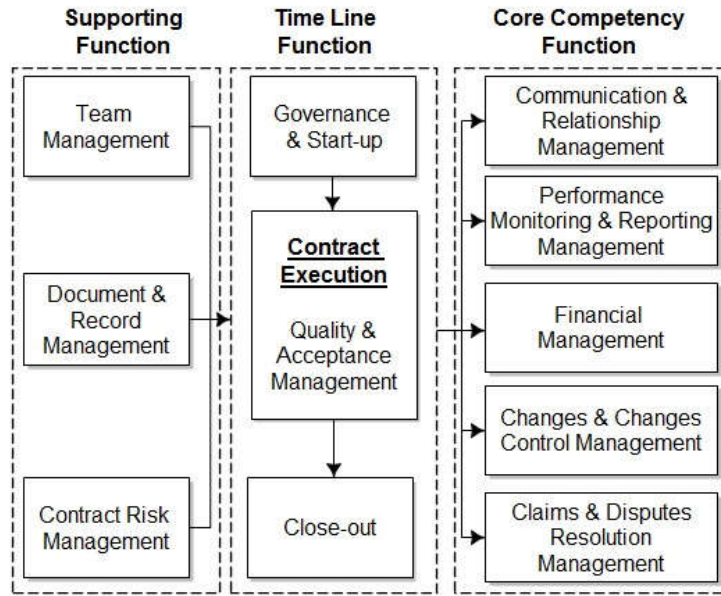 Supporting
Function
Time Line
Function
Core Competency
Function
Team
Management
Document &
Record
Management
Contract Risk
Management
Governance
& Start-up
Contract
Execution
Quality &
Acceptance
Management
Close-out
Communication &
Relationship
Management
Performance
Monitoring & Reporting
Management
Financial
Management
Changes & Changes
Control Management
Claims & Disputes
Resolution
Management